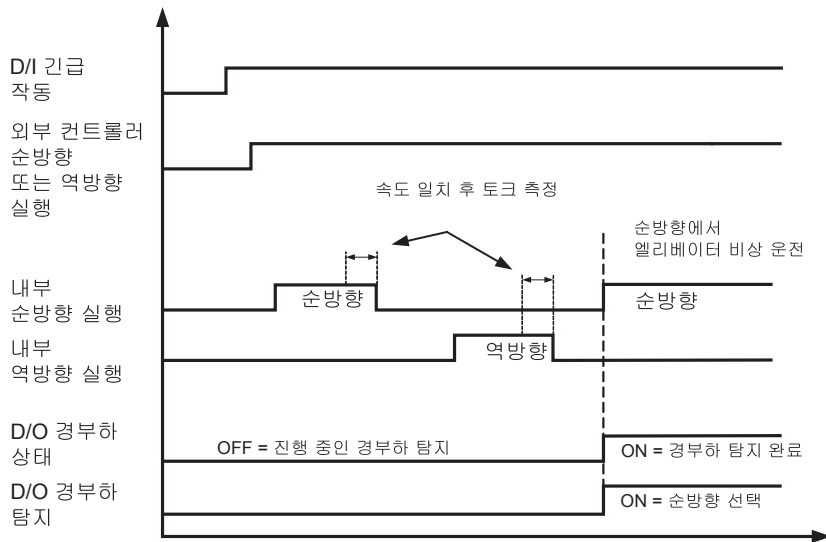 D/I 긴급
작동
외부 컨트롤러
순방향
또는 역방향
실행
속도 일치 후 토크 측정
순방향에서
엘리베이터 비상 운전
내부
순방향 실행
순방향
순방향
내부
역방향 실행
역방향
D/O 경부하
상태
OFF = 진행 중인 경부하 탐지
ON = 경부하 탐지 완료
D/O 경부하
탐지
ON = 순방향 선택